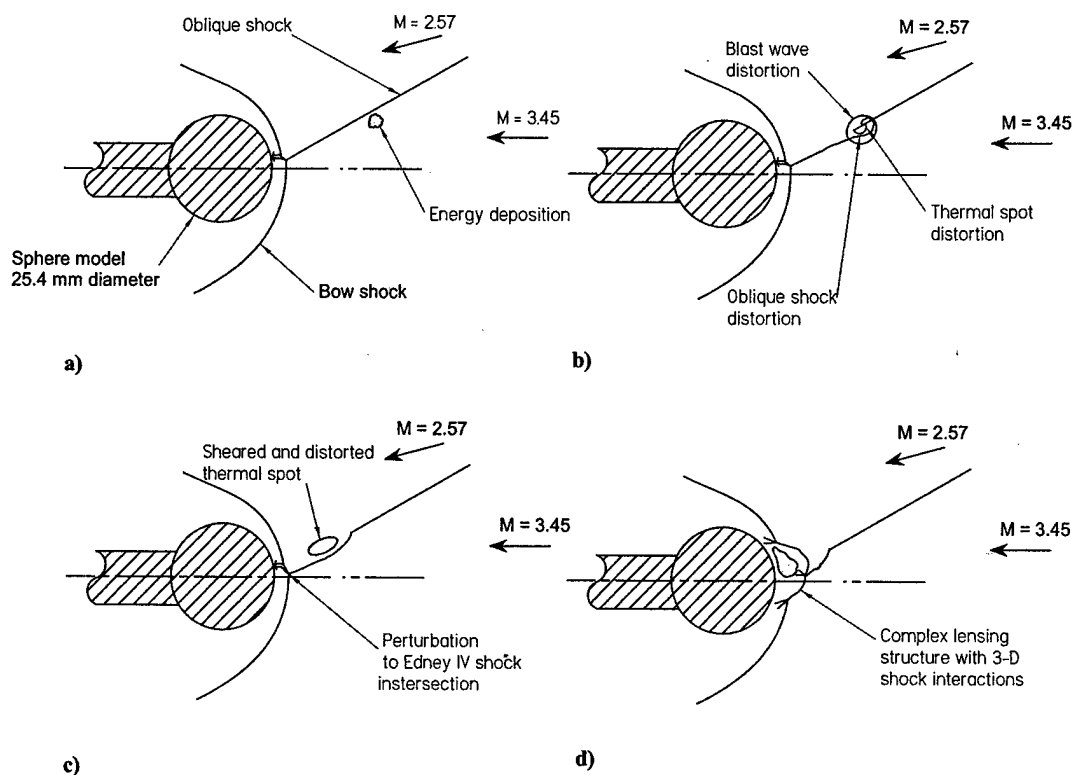 Oblique shock
M = 2.57
M = 3.45
Energy deposition
Sphere model
25.4 mm diameter
Bow shock
a)
M = 2.57
Blast wave
distortion
M = 3.45
Thermal spot
distortion
Oblique shock
distortion
b)
M = 2.57
Sheared and distorted
thermal spot
M = 3.45
Perturbation
to Edney IV shock
instersection
c)
M = 2.57
M = 3.45
Complex lensing
structure with 3-D
shock interactions
d)